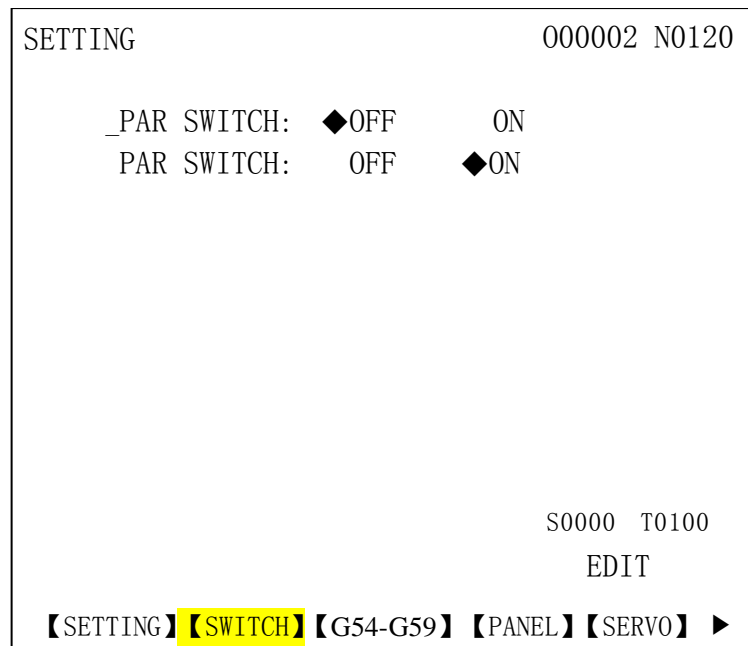 SETTING O00002 N0120
_PAR SWITCH: ◆OFF ON
PAR SWITCH: OFF ◆ON
S0000 T0100
EDIT
【SETTING】【SWITCH】【G54-G59】【PANEL】【SERVO】 ▶